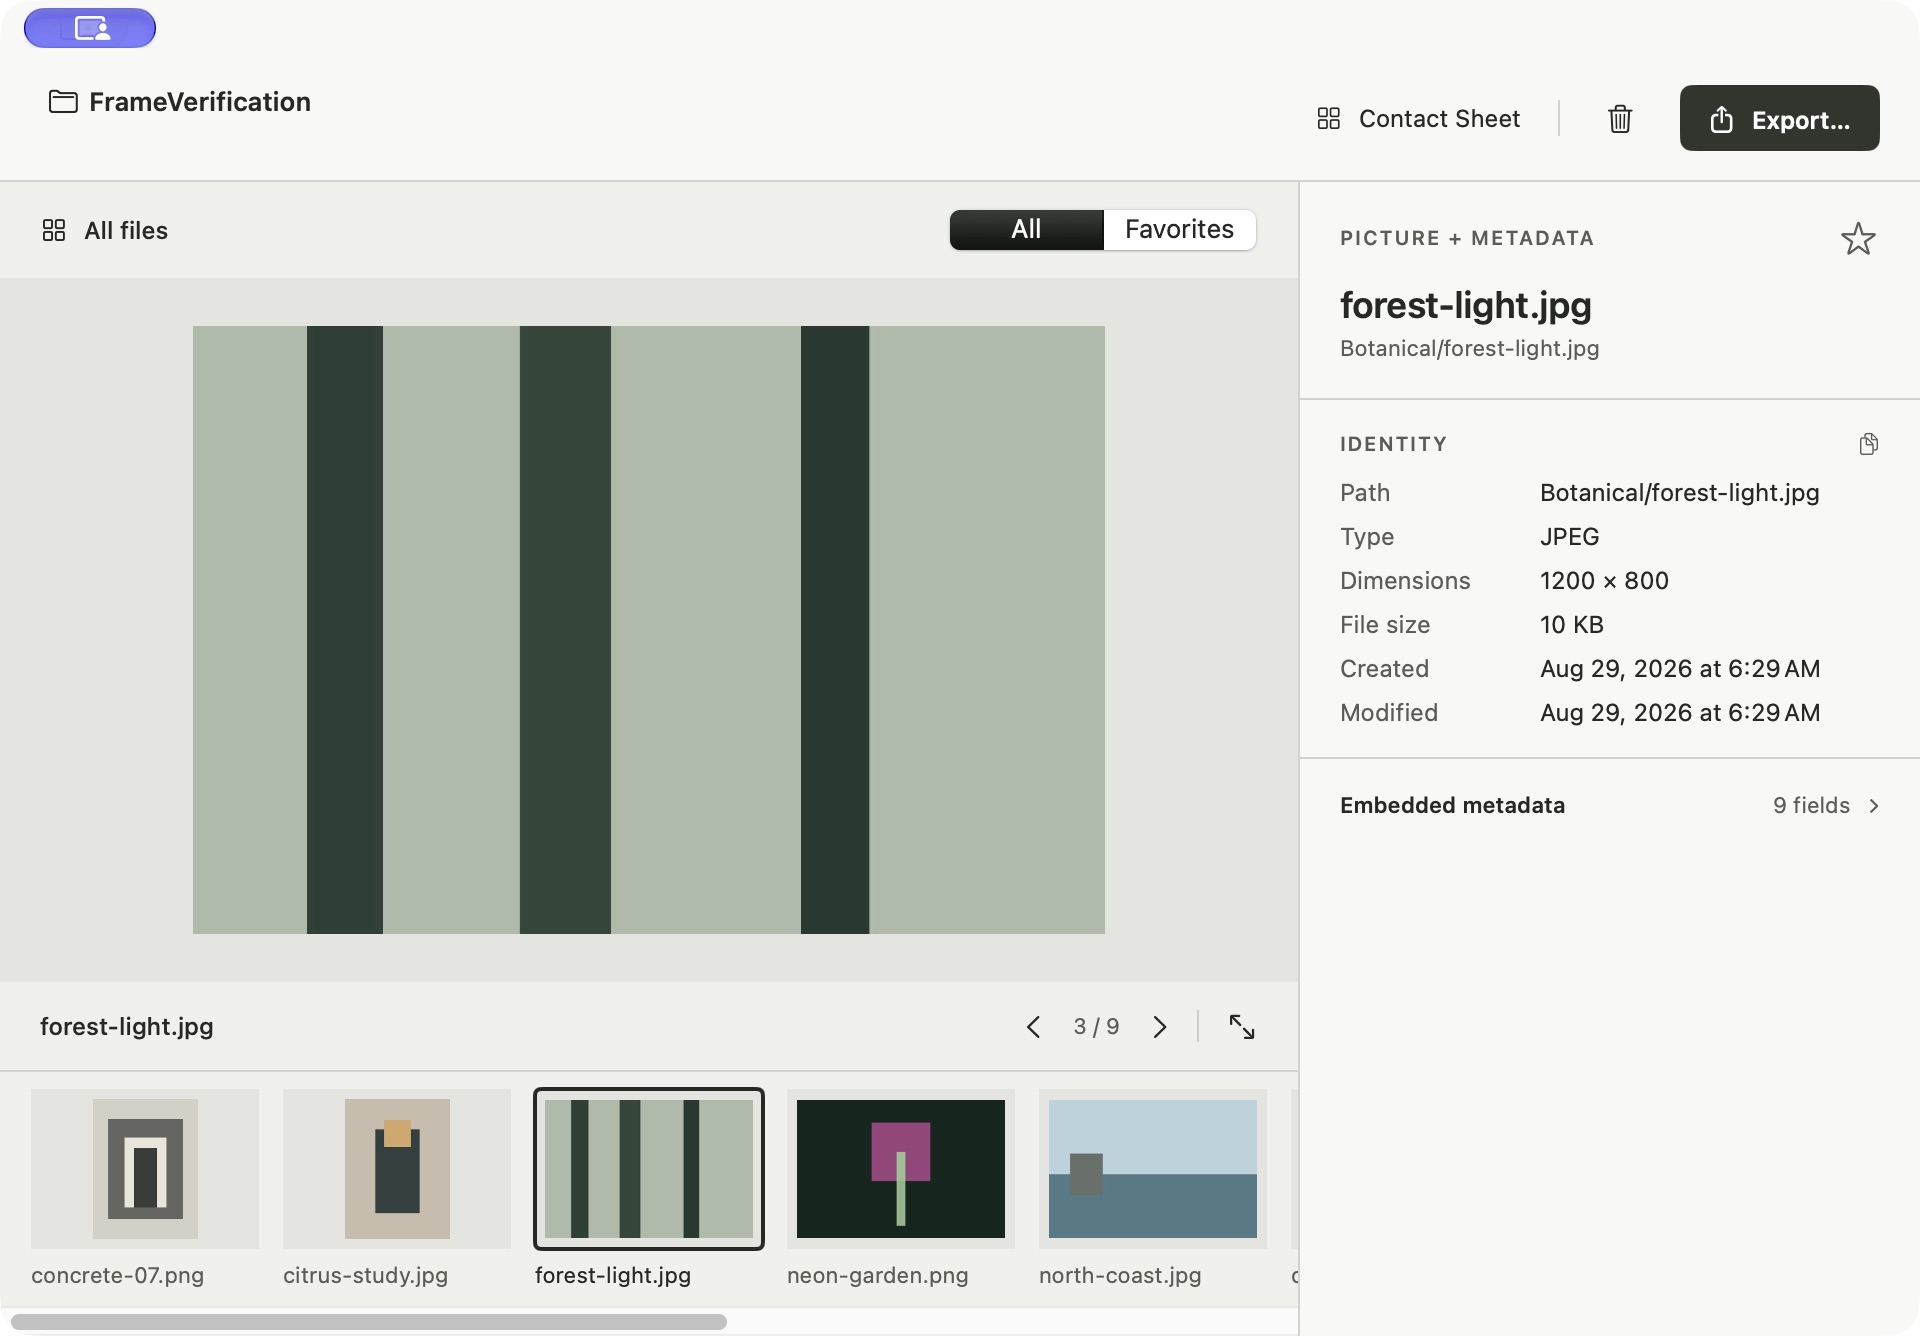 FrameVerification
Contact Sheet
Export...
All files
All
Favorites
forest-light.jpg
3 / 9
concrete-07.png
citrus-study.jpg
forest-light.jpg
neon-garden.png
north-coast.jpg
PICTURE + METADATA
forest-light.jpg
Botanical/forest-light.jpg
IDENTITY
Path Botanical/forest-light.jpg
Type JPEG
Dimensions 1200 × 800
File size 10 KB
Created Aug 29, 2026 at 6:29 AM
Modified Aug 29, 2026 at 6:29 AM
Embedded metadata 9 fields